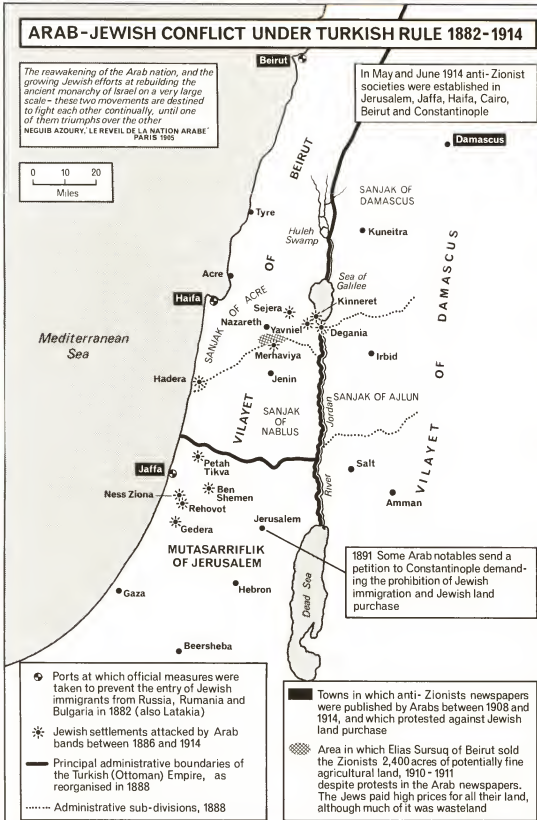 ARAB-JEWISH CONFLICT UNDER TURKISH RULE 1882-1914
The reawakening of the Arab nation, and the
growing Jewish efforts at rebuilding the
ancient monarchy of Israel on a very large
scale - these two movements are destined
to fight each other continually, until one
of them triumphs over the other
NEGUIB AZOURY, 'LE REVEIL DE LA NATION ARABE'
PARIS 1905
0 10 20
Miles
Beirut
In May and June 1914 anti-Zionist
societies were established in
Jerusalem, Jaffa, Haifa, Cairo,
Beirut and Constantinople
Damascus
SANJAK OF
DAMASCUS
Tyre
Huleh
Swamp
Kuneitra
Acre
Sea of
Galilee
Haifa
Kinneret
Sejera
Nazareth
Yavniel
Degania
SANJAK OF ACRE
Mediterranean
Sea
Merhaviya
Irbid
Hadera
Jenin
SANJAK OF AJLUN
SANJAK
OF
NABLUS
VILAYET OF BEIRUT
VILAYET OF DAMASCUS
River Jordan
Jaffa
Petah
Tikva
Salt
Ness Ziona
Ben
Shemen
Rehovot
Amman
Gedera
Jerusalem
MUTASARRIFLIK
OF JERUSALEM
1891 Some Arab notables send a
petition to Constantinople demand-
ing the prohibition of Jewish
immigration and Jewish land
purchase
Gaza
Hebron
Dead Sea
Beersheba
Ports at which official measures were
taken to prevent the entry of Jewish
immigrants from Russia, Rumania and
Bulgaria in 1882 (also Latakia)
Jewish settlements attacked by Arab
bands between 1886 and 1914
Principal administrative boundaries of
the Turkish (Ottoman) Empire, as
reorganised in 1888
Administrative sub-divisions, 1888
Towns in which anti-Zionists newspapers
were published by Arabs between 1908 and
1914, and which protested against Jewish
land purchase
Area in which Elias Sursuq of Beirut sold
the Zionists 2,400 acres of potentially fine
agricultural land, 1910-1911
despite protests in the Arab newspapers.
The Jews paid high prices for all their land,
although much of it was wasteland